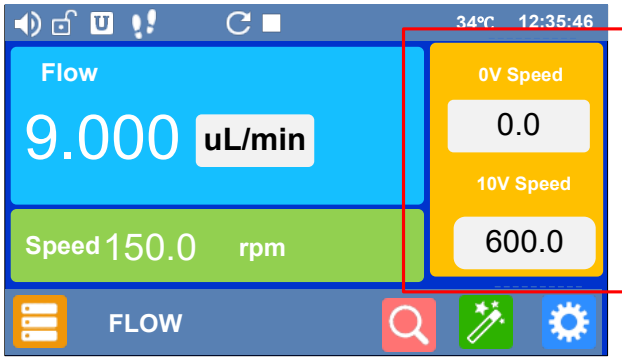 U 34℃ 12:35:46
Flow
9.000 uL/min
Speed 150.0 rpm
0V Speed
0.0
10V Speed
600.0
FLOW